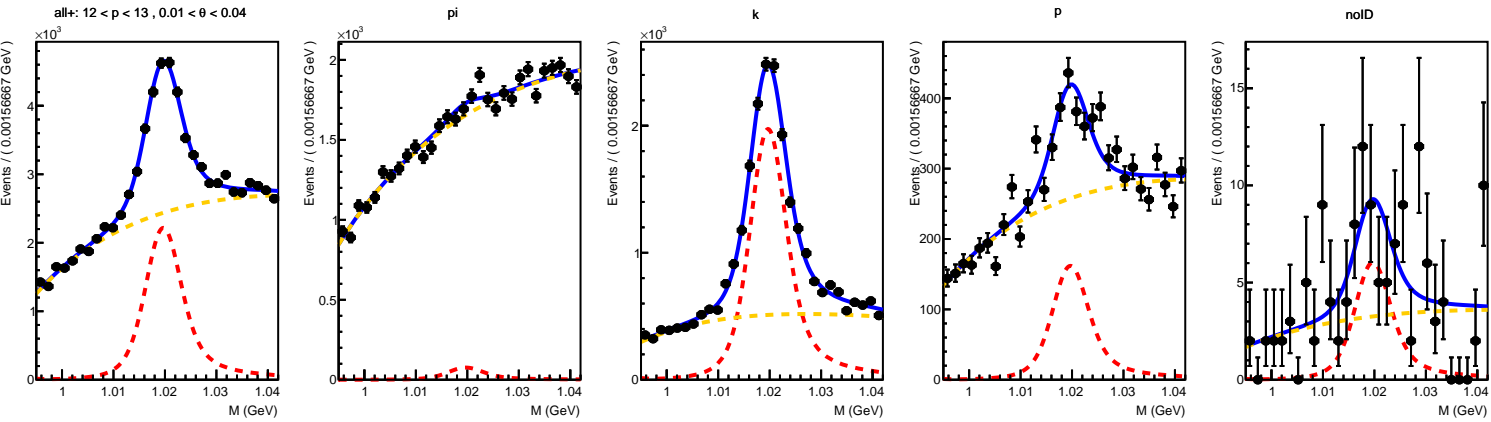 all+: 12 < p < 13 , 0.01 < θ < 0.04
×10³
Events / ( 0.00156667 GeV )
4
3
2
1
0
1 1.01 1.02 1.03 1.04
M (GeV)
pi
×10³
Events / ( 0.00156667 GeV )
2
1.5
1
0.5
0
1 1.01 1.02 1.03 1.04
M (GeV)
k
×10³
Events / ( 0.00156667 GeV )
2
1
0
1 1.01 1.02 1.03 1.04
M (GeV)
p
Events / ( 0.00156667 GeV )
400
300
200
100
0
1 1.01 1.02 1.03 1.04
M (GeV)
noID
Events / ( 0.00156667 GeV )
15
10
5
0
1 1.01 1.02 1.03 1.04
M (GeV)